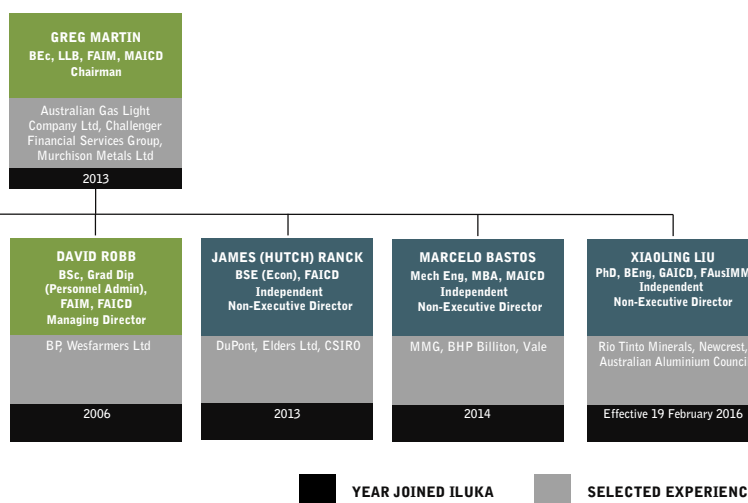 GREG MARTIN
BEc, LLB, FAIM, MAICD
Chairman
Australian Gas Light
Company Ltd, Challenger
Financial Services Group,
Murchison Metals Ltd
2013
DAVID ROBB
BSc, Grad Dip
(Personnel Admin),
FAIM, FAICD
Managing Director
BP, Wesfarmers Ltd
2006
JAMES (HUTCH) RANCK
BSE (Econ), FAICD
Independent
Non-Executive Director
DuPont, Elders Ltd, CSIRO
2013
MARCELO BASTOS
Mech Eng, MBA, MAICD
Independent
Non-Executive Director
MMG, BHP Billiton, Vale
2014
XIAOLING LIU
PhD, BEng, GAICD, FAusIMM
Independent
Non-Executive Director
Rio Tinto Minerals, Newcrest,
Australian Aluminium Counci
Effective 19 February 2016
YEAR JOINED ILUKA
SELECTED EXPERIENC